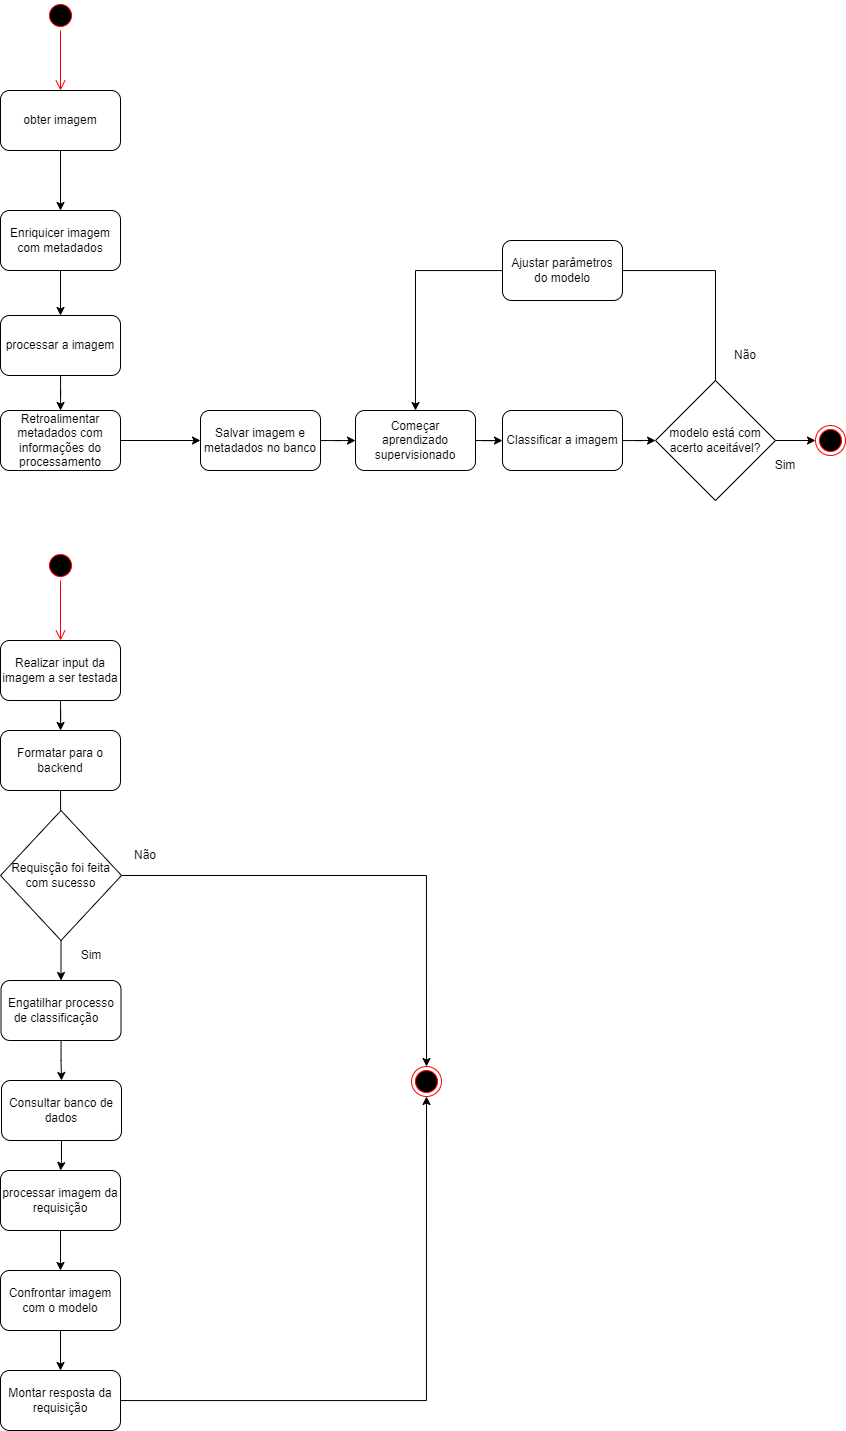 obter imagem
Enriquicer imagem
com metadados
processar a imagem
Retroalimentar
metadados com
informações do
processamento
Salvar imagem e
metadados no banco
Começar
aprendizado
supervisionado
Classificar a imagem
Ajustar parâmetros
do modelo
Não
modelo está com
acerto aceitável?
Sim
Realizar input da
imagem a ser testada
Formatar para o
backend
Requisção foi feita
com sucesso
Não
Sim
Engatilhar processo
de classificação
Consultar banco de
dados
processar imagem da
requisição
Confrontar imagem
com o modelo
Montar resposta da
requisição